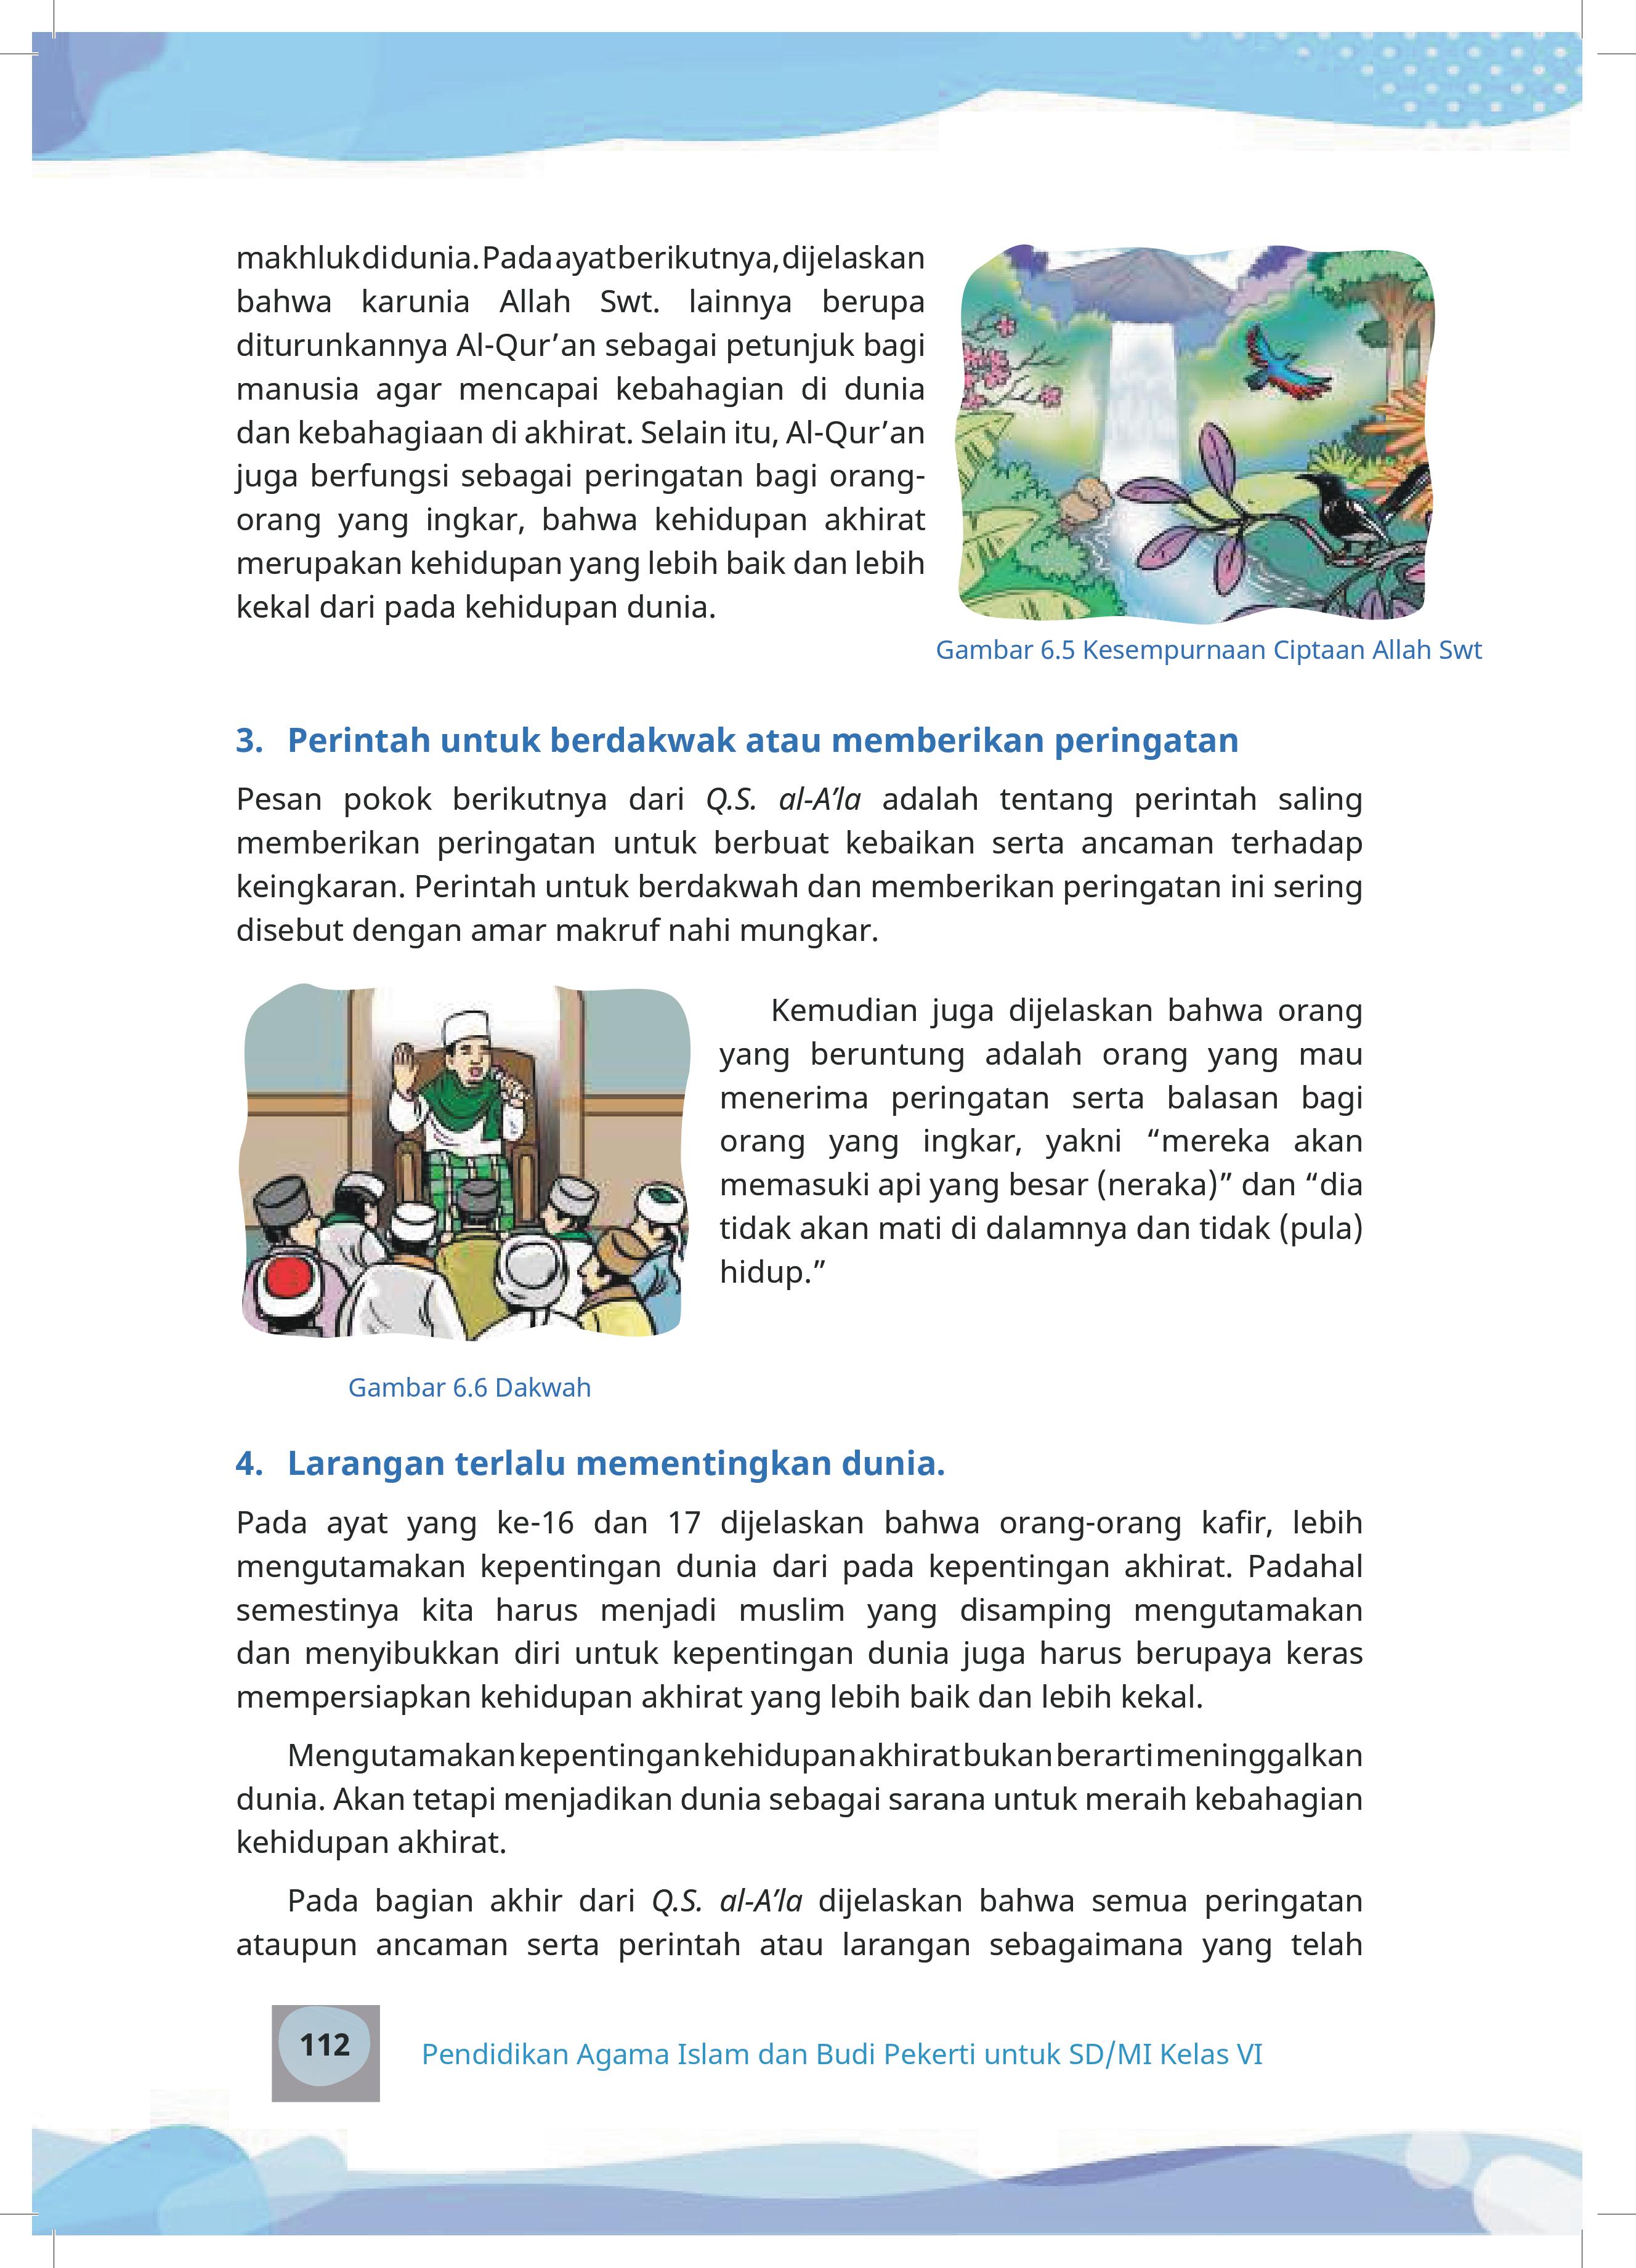 makhluk di dunia. Pada ayat berikutnya, dijelaskan
bahwa karunia Allah Swt. lainnya berupa
diturunkannya Al-Qur’an sebagai petunjuk bagi
manusia agar mencapai kebahagian di dunia
dan kebahagiaan di akhirat. Selain itu, Al-Qur’an
juga berfungsi sebagai peringatan bagi orang-
orang yang ingkar, bahwa kehidupan akhirat
merupakan kehidupan yang lebih baik dan lebih
kekal dari pada kehidupan dunia.
Gambar 6.5 Kesempurnaan Ciptaan Allah Swt
3. Perintah untuk berdakwak atau memberikan peringatan
Pesan pokok berikutnya dari Q.S. al-A’la adalah tentang perintah saling
memberikan peringatan untuk berbuat kebaikan serta ancaman terhadap
keingkaran. Perintah untuk berdakwah dan memberikan peringatan ini sering
disebut dengan amar makruf nahi mungkar.
Kemudian juga dijelaskan bahwa orang
yang beruntung adalah orang yang mau
menerima peringatan serta balasan bagi
orang yang ingkar, yakni “mereka akan
memasuki api yang besar (neraka)” dan “dia
tidak akan mati di dalamnya dan tidak (pula)
hidup.”
Gambar 6.6 Dakwah
4. Larangan terlalu mementingkan dunia.
Pada ayat yang ke-16 dan 17 dijelaskan bahwa orang-orang kafir, lebih
mengutamakan kepentingan dunia dari pada kepentingan akhirat. Padahal
semestinya kita harus menjadi muslim yang disamping mengutamakan
dan menyibukkan diri untuk kepentingan dunia juga harus berupaya keras
mempersiapkan kehidupan akhirat yang lebih baik dan lebih kekal.
Mengutamakan kepentingan kehidupan akhirat bukan berarti meninggalkan
dunia. Akan tetapi menjadikan dunia sebagai sarana untuk meraih kebahagian
kehidupan akhirat.
Pada bagian akhir dari Q.S. al-A’la dijelaskan bahwa semua peringatan
ataupun ancaman serta perintah atau larangan sebagaimana yang telah
112
Pendidikan Agama Islam dan Budi Pekerti untuk SD/MI Kelas VI